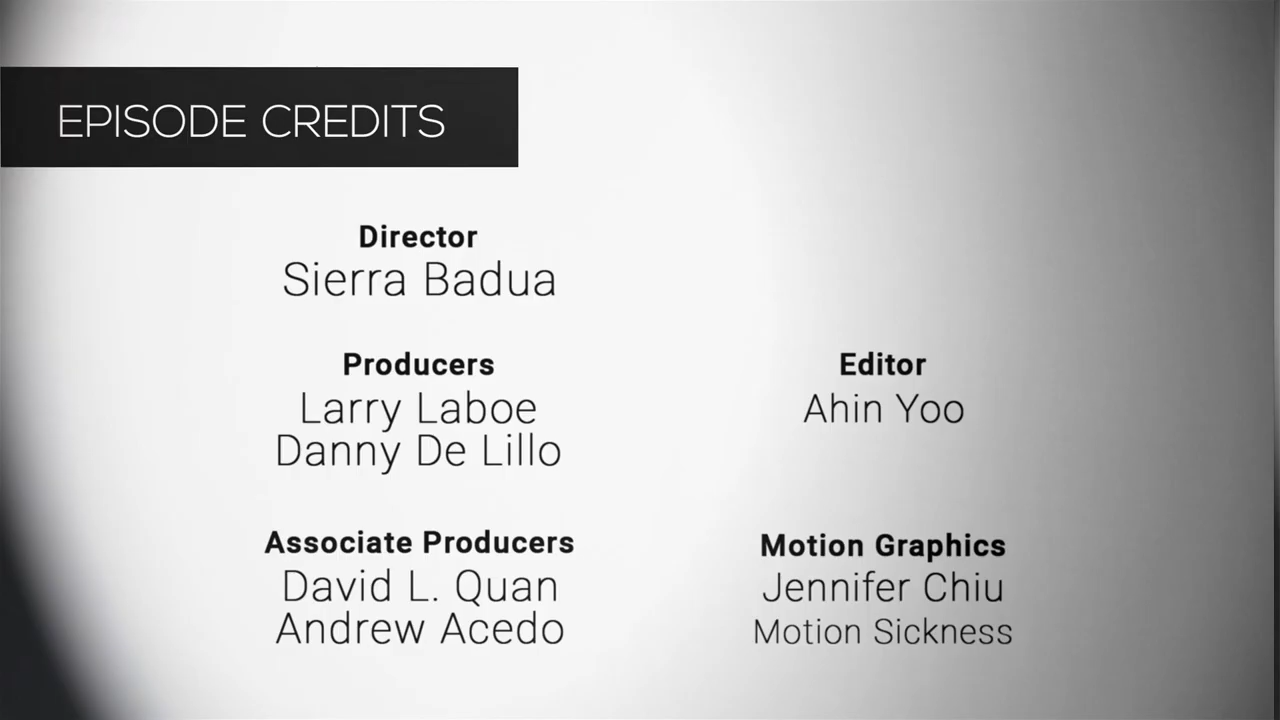 EPISODE CREDITS
Director
Sierra Badua
Producers
Larry Laboe
Danny De Lillo
Editor
Ahin Yoo
Associate Producers
David L. Quan
Andrew Acedo
Motion Graphics
Jennifer Chiu
Motion Sickness